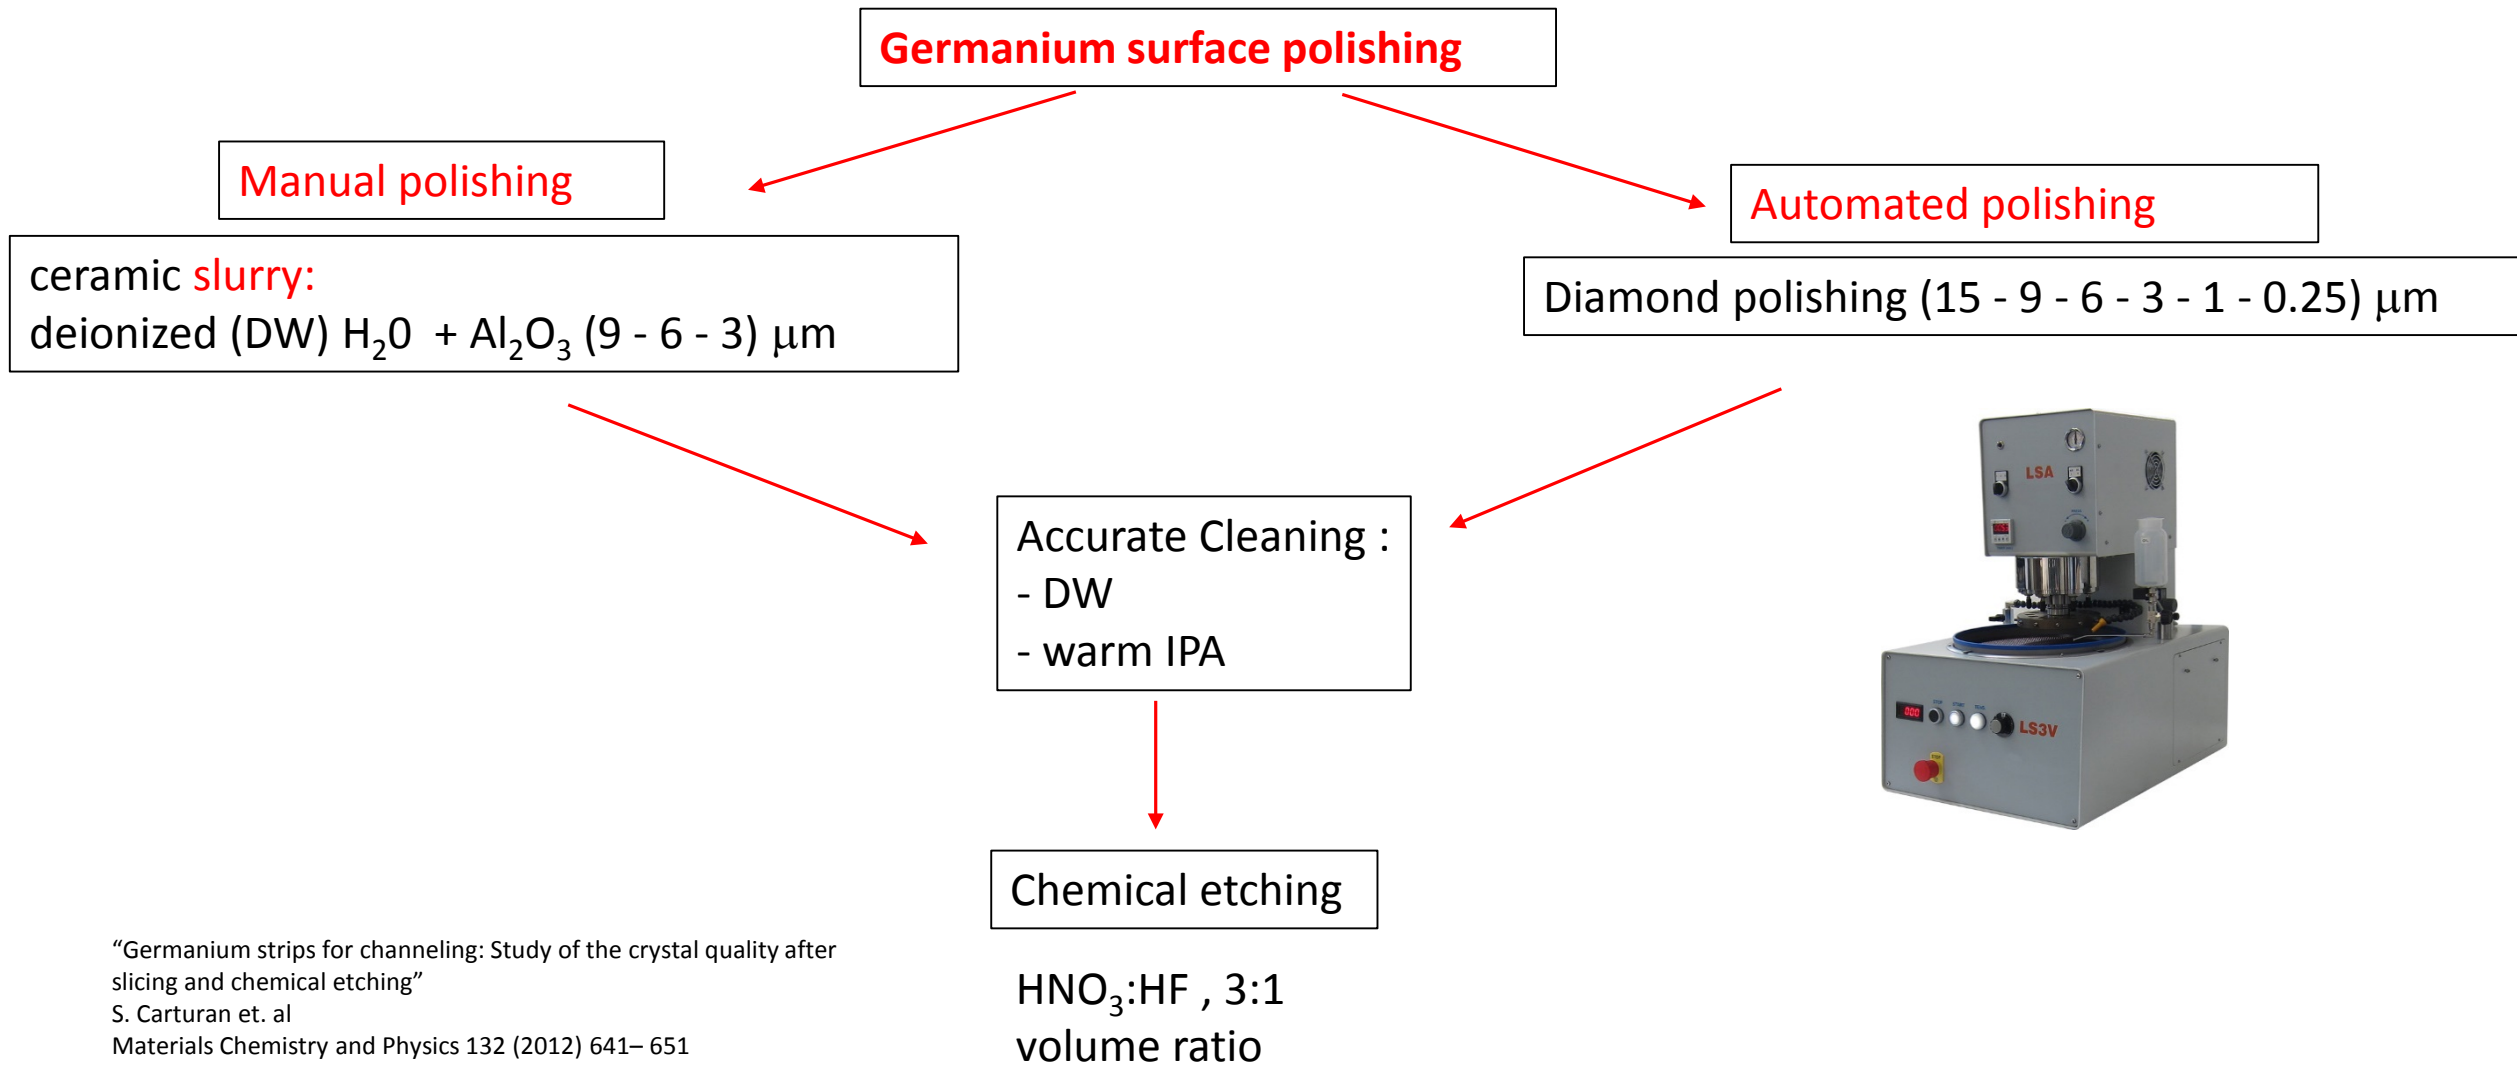 Germanium surface polishing
Manual polishing
Automated polishing
ceramic slurry:
deionized (DW) H₂0 + Al₂O₃ (9 - 6 - 3) μm
Diamond polishing (15 - 9 - 6 - 3 - 1 - 0.25) μm
LSA
LS3V
Accurate Cleaning :
- DW
- warm IPA
Chemical etching
HNO₃:HF , 3:1
volume ratio
“Germanium strips for channeling: Study of the crystal quality after
slicing and chemical etching”
S. Carturan et. al
Materials Chemistry and Physics 132 (2012) 641– 651